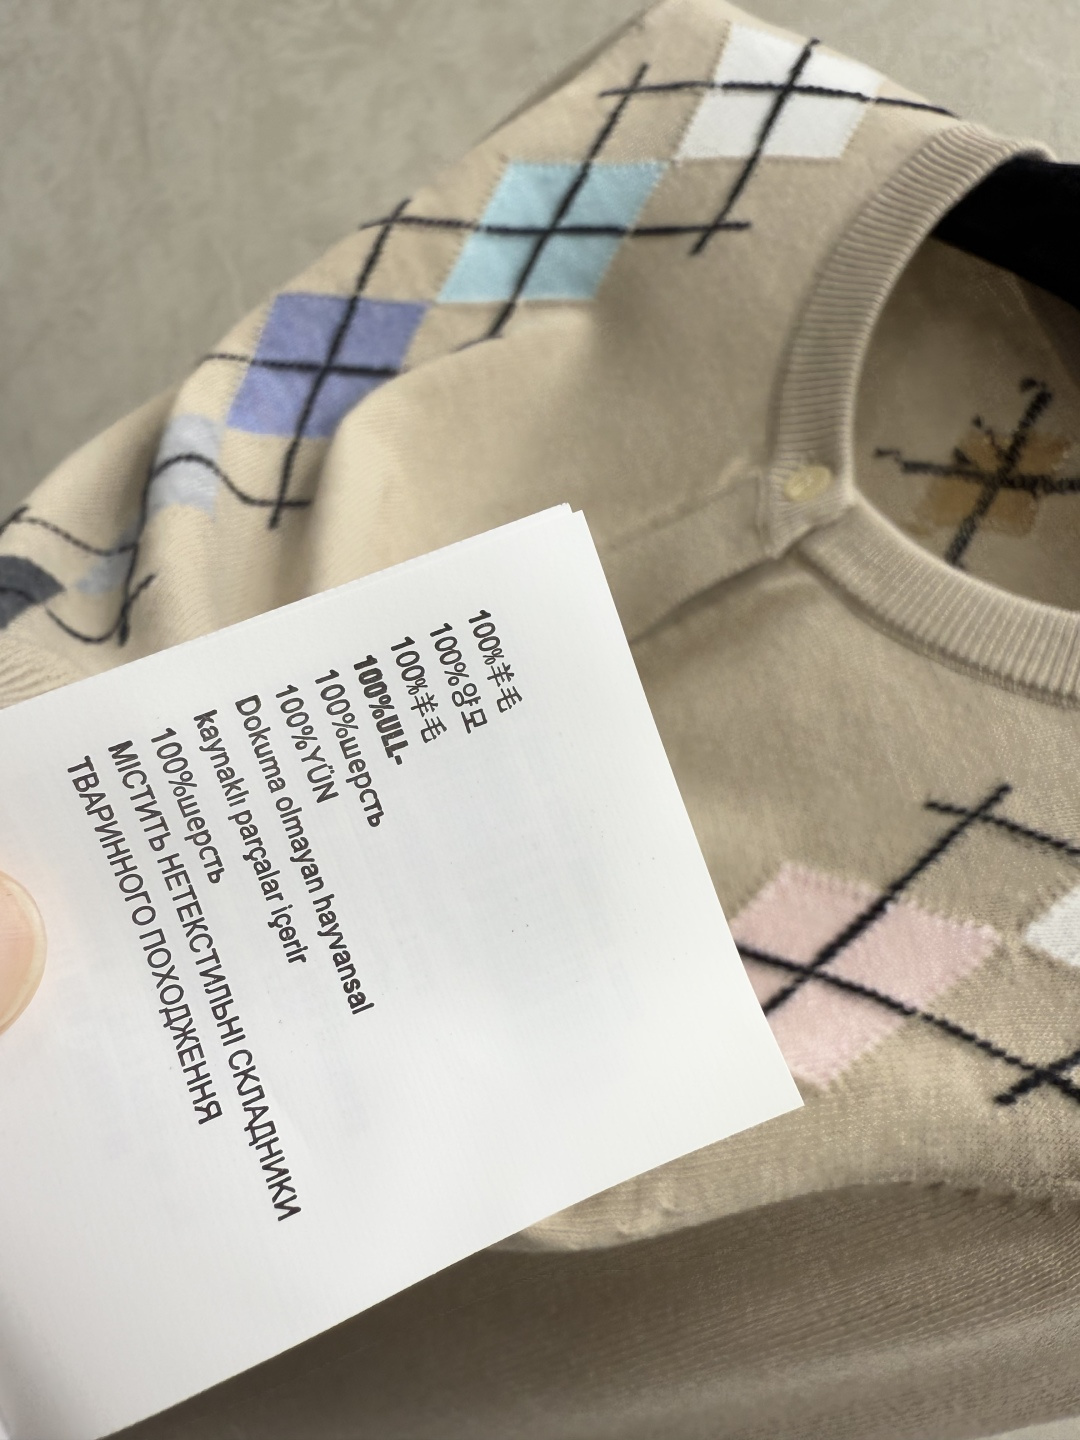 100%羊毛
100%양모
100%羊毛
100%ULL-
100%шерсть
100%YÜN
Dokuma olmayan hayvansal
kaynaklı parçalar içerir
100%шерсть
МІСТИТЬ НЕТЕКСТИЛЬНІ СКЛАДНИКИ
ТВАРИННОГО ПОХОДЖЕННЯ